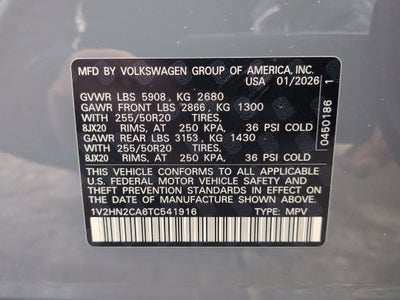 MFD BY VOLKSWAGEN GROUP OF AMERICA, INC.
USA 01/2026
GVWR LBS 5908, KG 2680
GAWR FRONT LBS 2866, KG 1300
WITH 255/50R20 TIRES,
8JX20 RIMS, AT 250 KPA, 36 PSI COLD
GAWR REAR LBS 3153, KG 1430
WITH 255/50R20 TIRES,
8JX20 RIMS, AT 250 KPA, 36 PSI COLD
THIS VEHICLE CONFORMS TO ALL APPLICABLE
U.S. FEDERAL MOTOR VEHICLE SAFETY AND
THEFT PREVENTION STANDARDS IN EFFECT ON THE
DATE OF MANUFACTURE SHOWN ABOVE.
1V2HN2CA6TC541916 TYPE: MPV
0450186 1